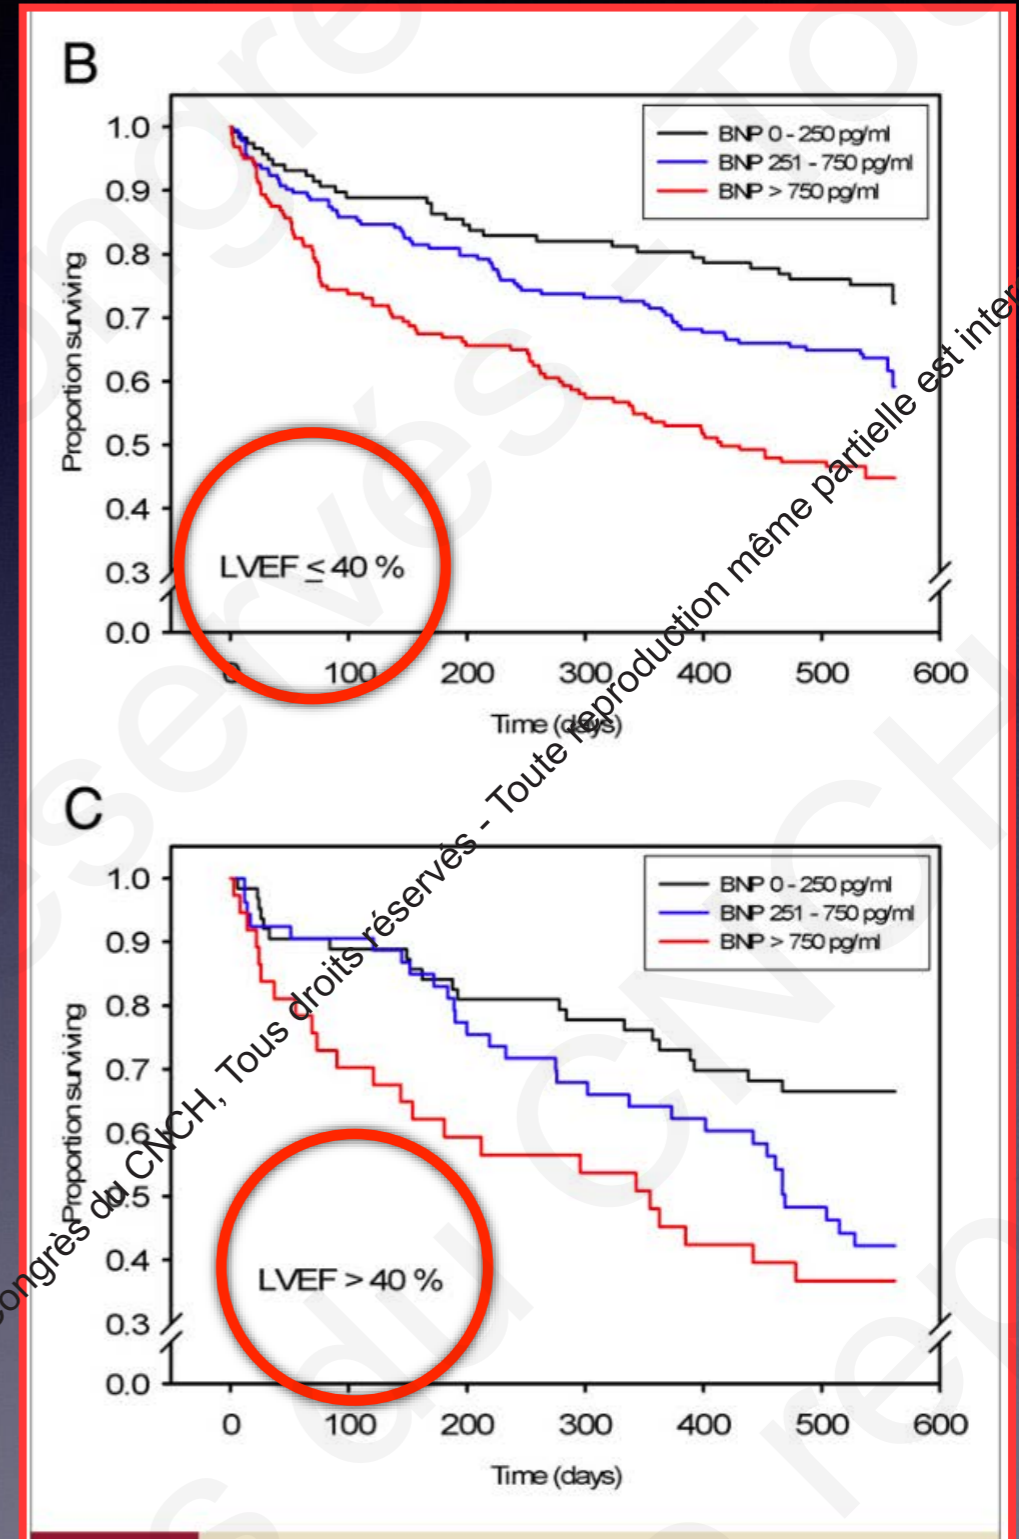 B
BNP 0 - 250 pg/ml
BNP 251 - 750 pg/ml
BNP > 750 pg/ml
1.0
0.9
0.8
0.7
0.6
0.5
0.4
0.3
0.0
Proportion surviving
LVEF ≤ 40 %
0 100 200 300 400 500 600
Time (days)
C
BNP 0 - 250 pg/ml
BNP 251 - 750 pg/ml
BNP > 750 pg/ml
1.0
0.9
0.8
0.7
0.6
0.5
0.4
0.3
0.0
Proportion surviving
LVEF > 40 %
0 100 200 300 400 500 600
Time (days)
congrès du CNCH, Tous droits réservés - Toute reproduction même partielle est inter